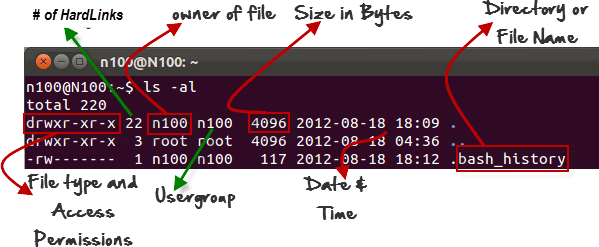 # of HardLinks
owner of file
Size in Bytes
Directory or
File Name
n100@N100: ~
n100@N100:~$ ls -al
total 220
drwxr-xr-x 22 n100 n100 4096 2012-08-18 18:09 .
drwxr-xr-x 3 root root 4096 2012-08-18 04:36 ..
-rw------- 1 n100 n100 117 2012-08-18 18:12 .bash_history
File type and
Access
Permissions
Usergroup
Date &
Time